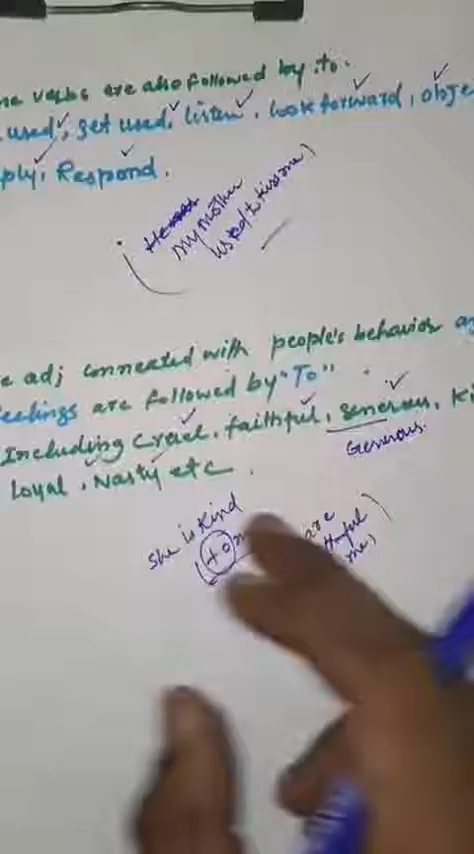 verbs are also followed by to.
used, get used, listen, look forward, obje
ply, Respond.
my mother
used to kiss me)
e adj connected with people's behavior a
feelings are followed by "To".
Including Cruel, faithful, generous, Ki
Generous.
Loyal, Nasty etc.
she is kind
(to
are
me)